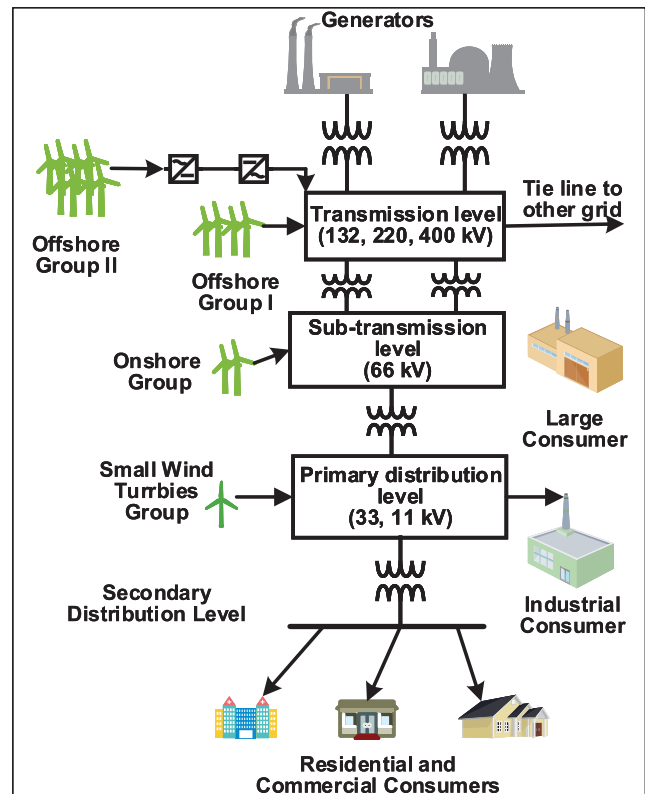 Generators
Tie line to
other grid
Transmission level
(132, 220, 400 kV)
Offshore
Group II
Offshore
Group I
Sub-transmission
level
(66 kV)
Onshore
Group
Large
Consumer
Small Wind
Turrbies
Group
Primary distribution
level
(33, 11 kV)
Secondary
Distribution Level
Industrial
Consumer
Residential and
Commercial Consumers